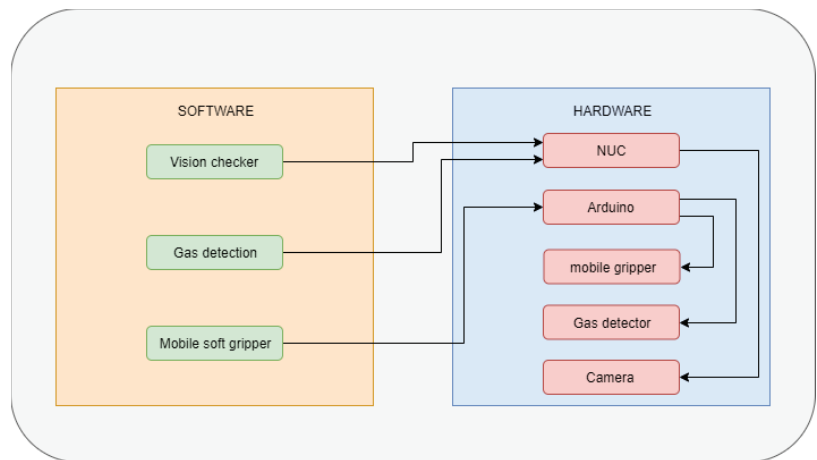 SOFTWARE
Vision checker
Gas detection
Mobile soft gripper
HARDWARE
NUC
Arduino
mobile gripper
Gas detector
Camera